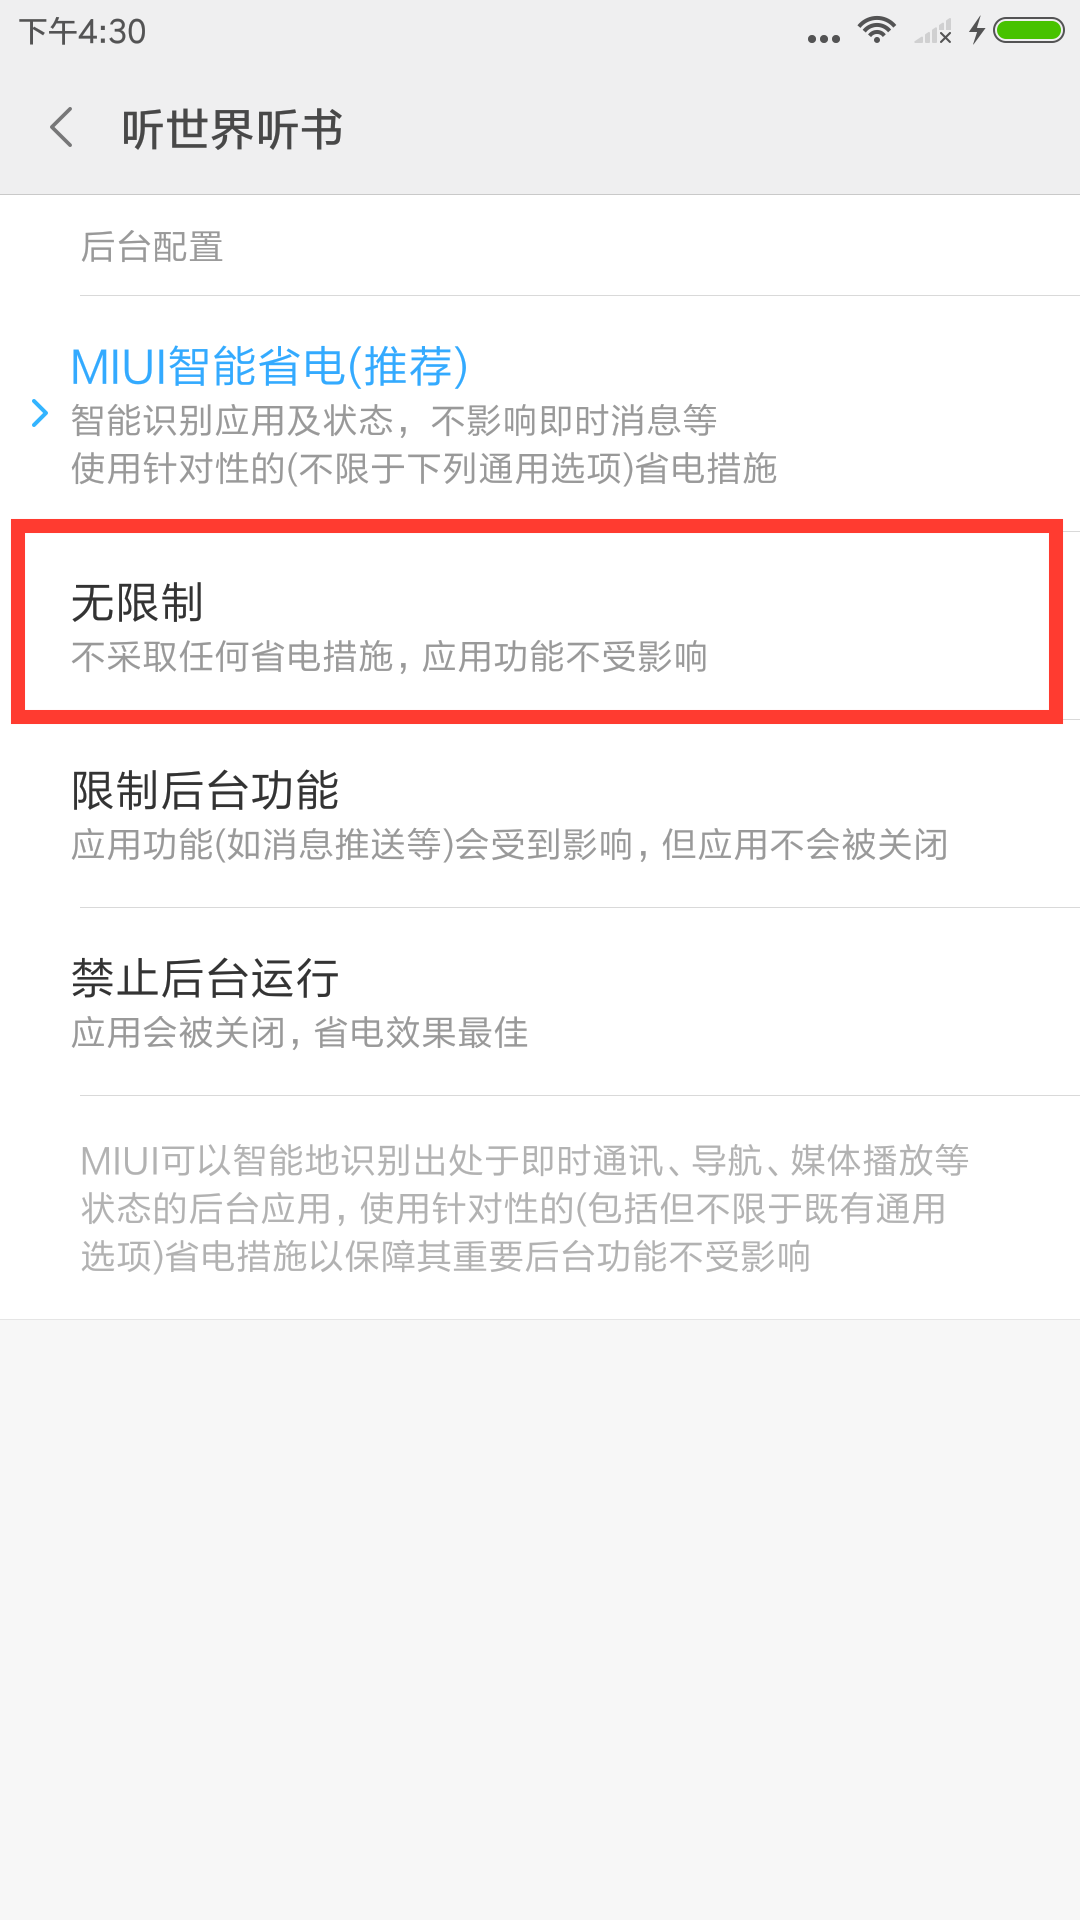 下午4:30
听世界听书
后台配置
MIUI智能省电(推荐)
智能识别应用及状态，不影响即时消息等
使用针对性的(不限于下列通用选项)省电措施
无限制
不采取任何省电措施，应用功能不受影响
限制后台功能
应用功能(如消息推送等)会受到影响，但应用不会被关闭
禁止后台运行
应用会被关闭，省电效果最佳
MIUI可以智能地识别出处于即时通讯、导航、媒体播放等
状态的后台应用，使用针对性的(包括但不限于既有通用
选项)省电措施以保障其重要后台功能不受影响